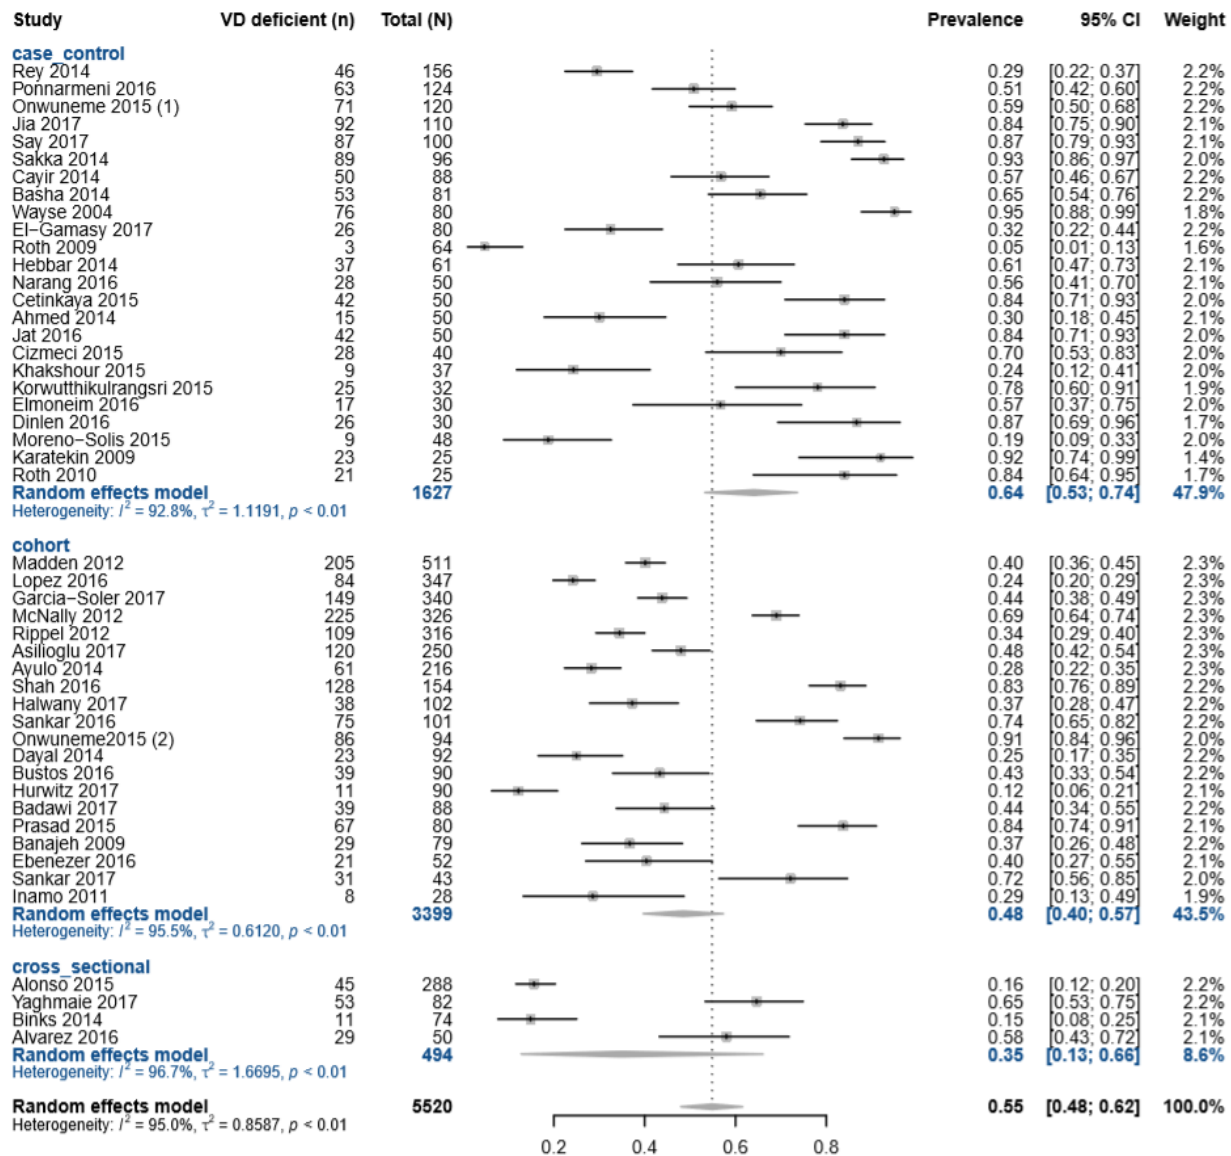 Study VD deficient (n) Total (N) Prevalence 95% CI Weight
case_control
Rey 2014 46 156 0.29 [0.22; 0.37] 2.2%
Ponnarmeni 2016 63 124 0.51 [0.42; 0.60] 2.2%
Onwuneme 2015 (1) 71 120 0.59 [0.50; 0.68] 2.2%
Jia 2017 92 110 0.84 [0.75; 0.90] 2.1%
Say 2017 87 100 0.87 [0.79; 0.93] 2.1%
Sakka 2014 89 96 0.93 [0.86; 0.97] 2.0%
Cayir 2014 50 88 0.57 [0.46; 0.67] 2.2%
Basha 2014 53 81 0.65 [0.54; 0.76] 2.2%
Wayse 2004 76 80 0.95 [0.88; 0.99] 1.8%
El−Gamasy 2017 26 80 0.32 [0.22; 0.44] 2.2%
Roth 2009 3 64 0.05 [0.01; 0.13] 1.6%
Hebbar 2014 37 61 0.61 [0.47; 0.73] 2.1%
Narang 2016 28 50 0.56 [0.41; 0.70] 2.1%
Cetinkaya 2015 42 50 0.84 [0.71; 0.93] 2.0%
Ahmed 2014 15 50 0.30 [0.18; 0.45] 2.1%
Jat 2016 42 50 0.84 [0.71; 0.93] 2.0%
Cizmeci 2015 28 40 0.70 [0.53; 0.83] 2.0%
Khakshour 2015 9 37 0.24 [0.12; 0.41] 2.0%
Korwutthikulrangsri 2015 25 32 0.78 [0.60; 0.91] 1.9%
Elmoneim 2016 17 30 0.57 [0.37; 0.75] 2.0%
Dinlen 2016 26 30 0.87 [0.69; 0.96] 1.7%
Moreno−Solis 2015 9 48 0.19 [0.09; 0.33] 2.0%
Karatekin 2009 23 25 0.92 [0.74; 0.99] 1.4%
Roth 2010 21 25 0.84 [0.64; 0.95] 1.7%
Random effects model 1627 0.64 [0.53; 0.74] 47.9%
Heterogeneity: I² = 92.8%, τ² = 1.1191, p < 0.01
cohort
Madden 2012 205 511 0.40 [0.36; 0.45] 2.3%
Lopez 2016 84 347 0.24 [0.20; 0.29] 2.3%
Garcia−Soler 2017 149 340 0.44 [0.38; 0.49] 2.3%
McNally 2012 225 326 0.69 [0.64; 0.74] 2.3%
Rippel 2012 109 316 0.34 [0.29; 0.40] 2.3%
Asilioglu 2017 120 250 0.48 [0.42; 0.54] 2.3%
Ayulo 2014 61 216 0.28 [0.22; 0.35] 2.3%
Shah 2016 128 154 0.83 [0.76; 0.89] 2.2%
Halwany 2017 38 102 0.37 [0.28; 0.47] 2.2%
Sankar 2016 75 101 0.74 [0.65; 0.82] 2.2%
Onwuneme2015 (2) 86 94 0.91 [0.84; 0.96] 2.0%
Dayal 2014 23 92 0.25 [0.17; 0.35] 2.2%
Bustos 2016 39 90 0.43 [0.33; 0.54] 2.2%
Hurwitz 2017 11 90 0.12 [0.06; 0.21] 2.1%
Badawi 2017 39 88 0.44 [0.34; 0.55] 2.2%
Prasad 2015 67 80 0.84 [0.74; 0.91] 2.1%
Banajeh 2009 29 79 0.37 [0.26; 0.48] 2.2%
Ebenezer 2016 21 52 0.40 [0.27; 0.55] 2.1%
Sankar 2017 31 43 0.72 [0.56; 0.85] 2.0%
Inamo 2011 8 28 0.29 [0.13; 0.49] 1.9%
Random effects model 3399 0.48 [0.40; 0.57] 43.5%
Heterogeneity: I² = 95.5%, τ² = 0.6120, p < 0.01
cross_sectional
Alonso 2015 45 288 0.16 [0.12; 0.20] 2.2%
Yaghmaie 2017 53 82 0.65 [0.53; 0.75] 2.2%
Binks 2014 11 74 0.15 [0.08; 0.25] 2.1%
Alvarez 2016 29 50 0.58 [0.43; 0.72] 2.1%
Random effects model 494 0.35 [0.13; 0.66] 8.6%
Heterogeneity: I² = 96.7%, τ² = 1.6695, p < 0.01
Random effects model 5520 0.55 [0.48; 0.62] 100.0%
Heterogeneity: I² = 95.0%, τ² = 0.8587, p < 0.01
0.2 0.4 0.6 0.8